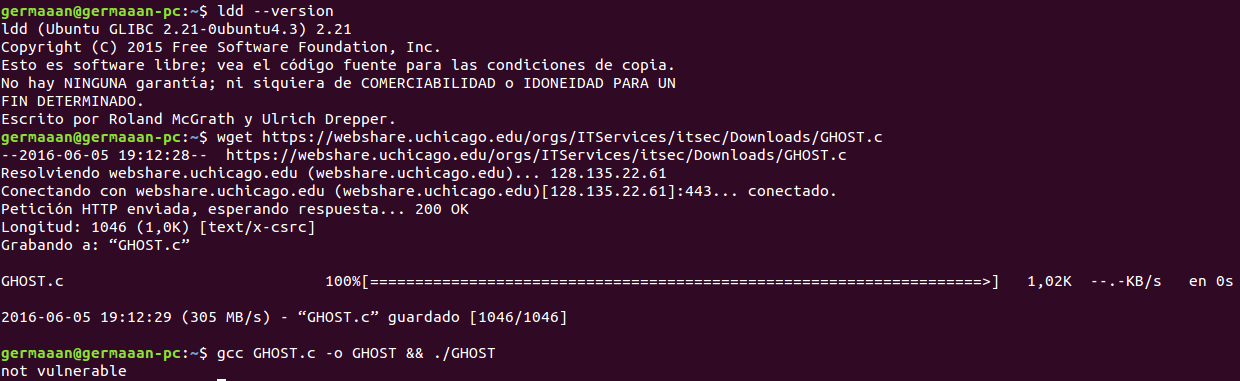 germaaan@germaaan-pc:~$ ldd --version
ldd (Ubuntu GLIBC 2.21-0ubuntu4.3) 2.21
Copyright (C) 2015 Free Software Foundation, Inc.
Esto es software libre; vea el código fuente para las condiciones de copia.
No hay NINGUNA garantía; ni siquiera de COMERCIABILIDAD o IDONEIDAD PARA UN
FIN DETERMINADO.
Escrito por Roland McGrath y Ulrich Drepper.
germaaan@germaaan-pc:~$ wget https://webshare.uchicago.edu/orgs/ITServices/itsec/Downloads/GHOST.c
--2016-06-05 19:12:28--  https://webshare.uchicago.edu/orgs/ITServices/itsec/Downloads/GHOST.c
Resolviendo webshare.uchicago.edu (webshare.uchicago.edu)... 128.135.22.61
Conectando con webshare.uchicago.edu (webshare.uchicago.edu)[128.135.22.61]:443... conectado.
Petición HTTP enviada, esperando respuesta... 200 OK
Longitud: 1046 (1,0K) [text/x-csrc]
Grabando a: “GHOST.c”
GHOST.c 100%[====================================================================>] 1,02K --.-KB/s en 0s
2016-06-05 19:12:29 (305 MB/s) - “GHOST.c” guardado [1046/1046]
germaaan@germaaan-pc:~$ gcc GHOST.c -o GHOST && ./GHOST
not vulnerable